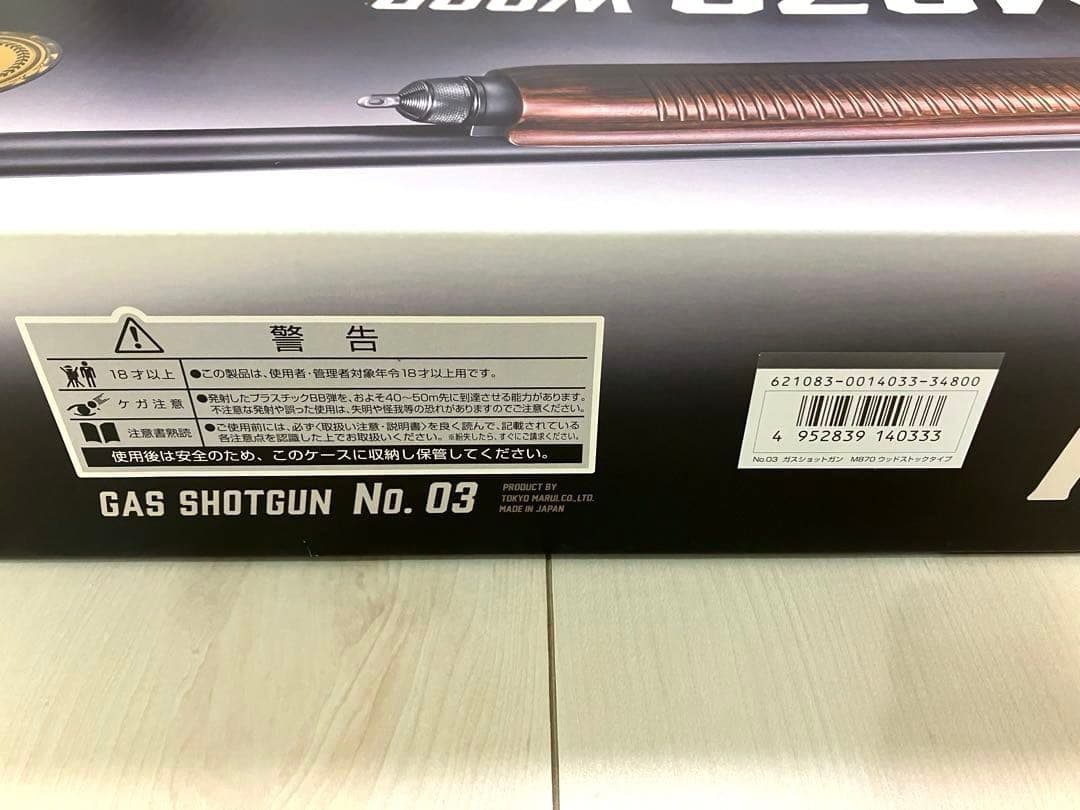 WOOD
警告
18才以上
●この製品は、使用者・管理者対象年令18才以上用です。
ケガ注意
●発射したプラスチックBB弾を、およそ40〜50m先に到達させる能力があります。
不注意な発射や誤った使用は、失明や怪我等の恐れがありますのでご注意ください。
注意書熟読
●ご使用前には、必ず〈取扱い注意・説明書〉を良く読んで、記載されている
各注意点を認識した上でお取扱いください。※紛失したら、すぐにご請求ください。
使用後は安全のため、このケースに収納し保管してください。
GAS SHOTGUN No. 03
PRODUCT BY
TOKYO MARUI.CO.,LTD.
MADE IN JAPAN
621083-0014033-34800
4 952839 140333
No.03 ガスショットガン M870 ウッドストックタイプ